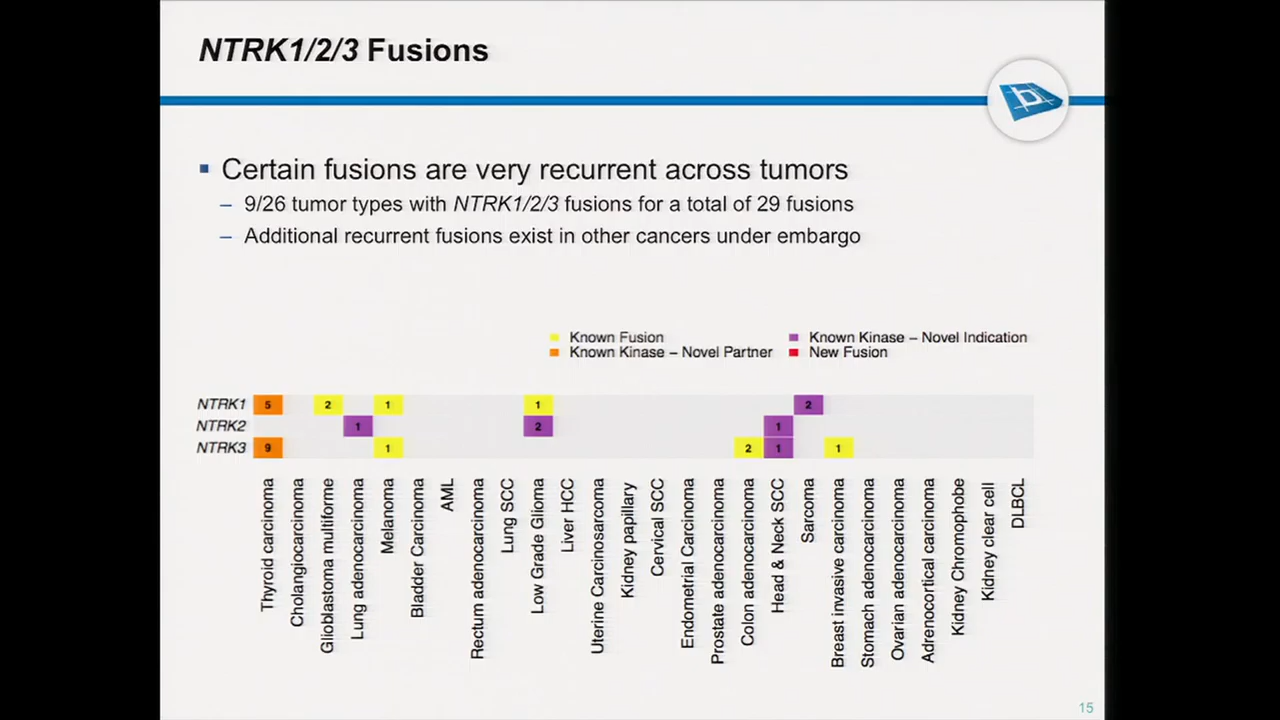 NTRK1/2/3 Fusions
Certain fusions are very recurrent across tumors
– 9/26 tumor types with NTRK1/2/3 fusions for a total of 29 fusions
– Additional recurrent fusions exist in other cancers under embargo
Known Fusion
Known Kinase – Novel Indication
Known Kinase – Novel Partner
New Fusion
NTRK1 5 2 1 1 2
NTRK2 1 2 1
NTRK3 9 1 2 1 1
Thyroid carcinoma
Cholangiocarcinoma
Glioblastoma multiforme
Lung adenocarcinoma
Melanoma
Bladder Carcinoma
AML
Rectum adenocarcinoma
Lung SCC
Low Grade Glioma
Liver HCC
Uterine Carcinosarcoma
Kidney papillary
Cervical SCC
Endometrial Carcinoma
Prostate adenocarcinoma
Colon adenocarcinoma
Head & Neck SCC
Sarcoma
Breast invasive carcinoma
Stomach adenocarcinoma
Ovarian adenocarcinoma
Adrenocortical carcinoma
Kidney Chromophobe
Kidney clear cell
DLBCL
15